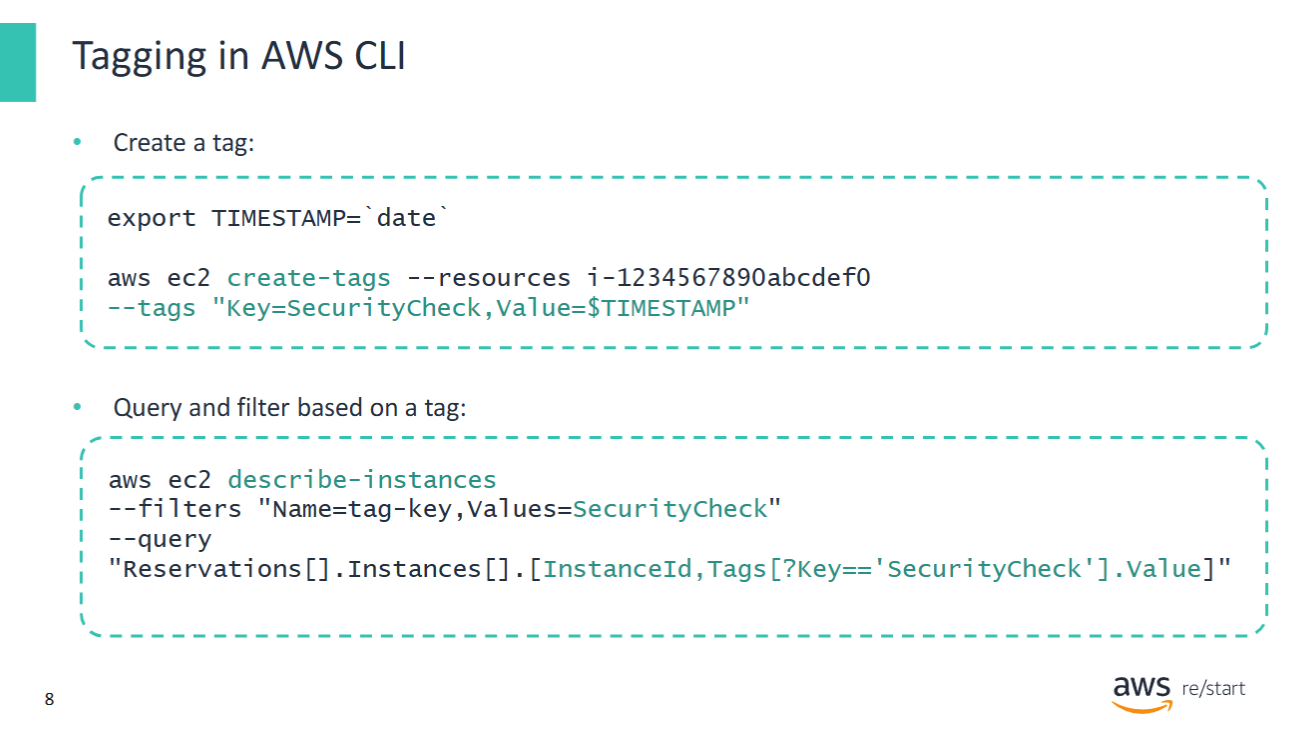 Tagging in AWS CLI
• Create a tag:
export TIMESTAMP=`date`
aws ec2 create-tags --resources i-1234567890abcdef0
--tags "Key=SecurityCheck,Value=$TIMESTAMP"
• Query and filter based on a tag:
aws ec2 describe-instances
--filters "Name=tag-key,Values=SecurityCheck"
--query
"Reservations[].Instances[].[InstanceId,Tags[?Key=='SecurityCheck'].Value]"
8
aws re/start